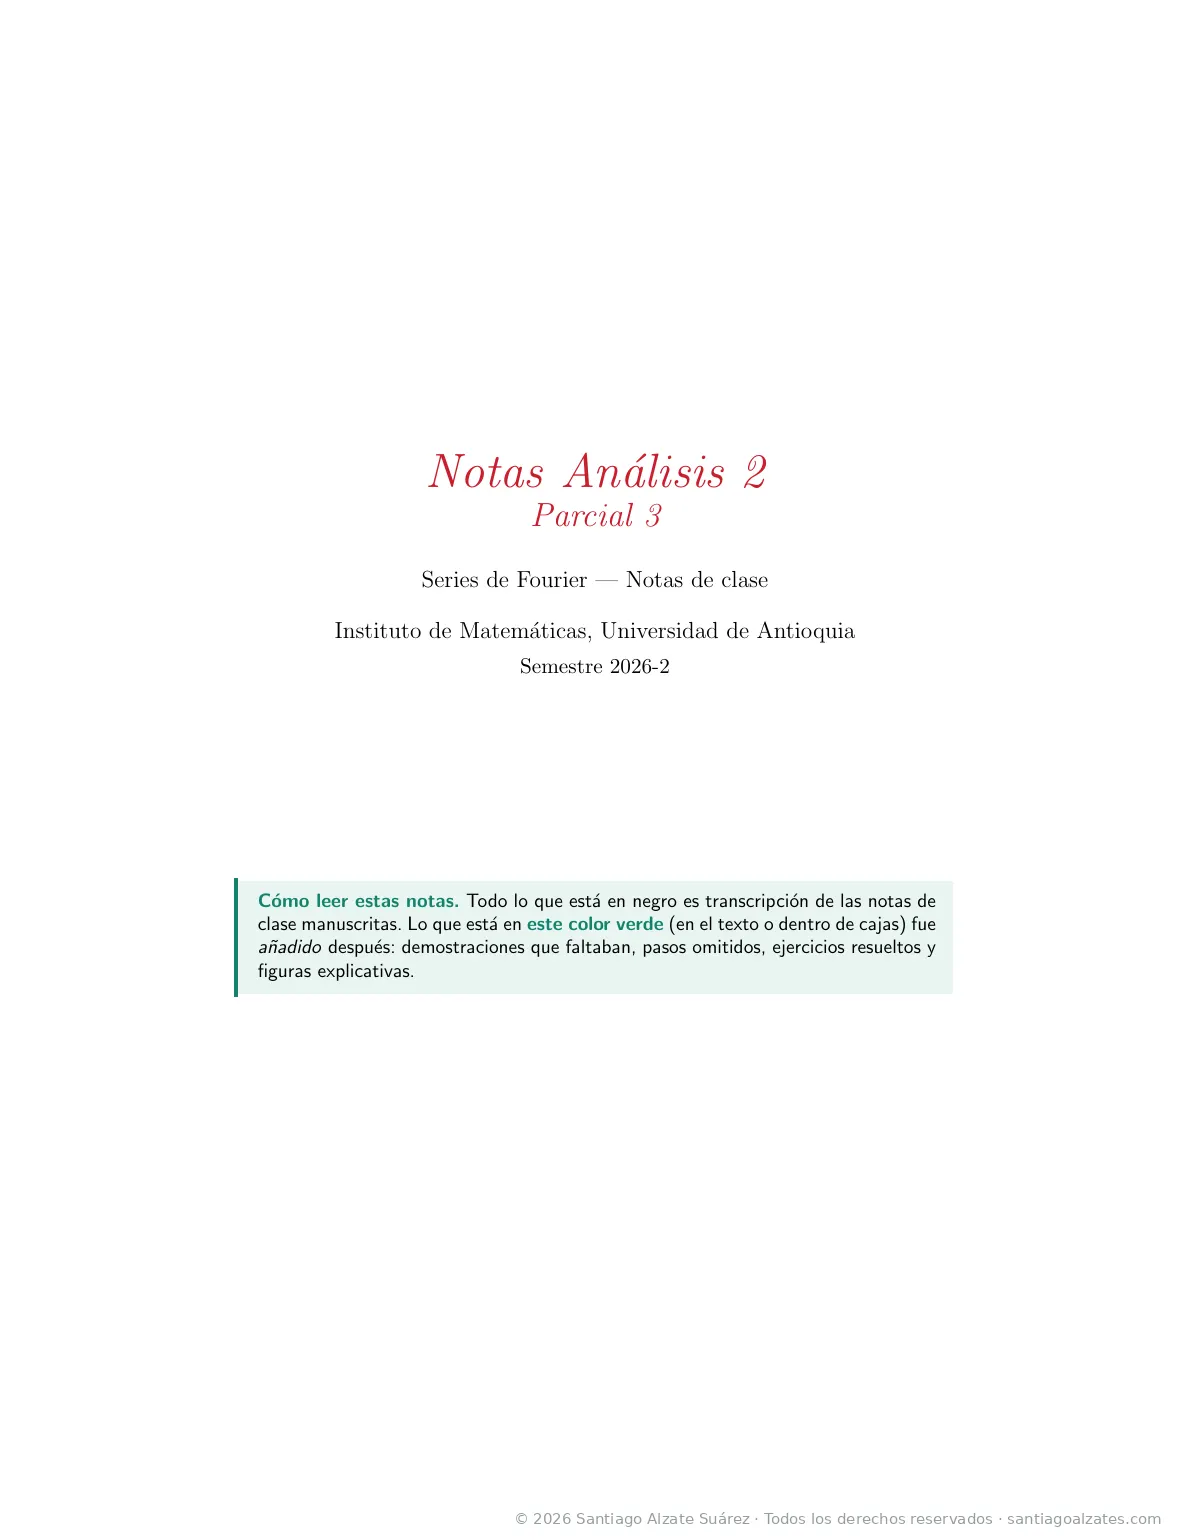 Notas Análisis 2
Parcial 3
Series de Fourier — Notas de clase
Instituto de Matemáticas, Universidad de Antioquia
Semestre 2026-2
Cómo leer estas notas. Todo lo que está en negro es transcripción de las notas de
clase manuscritas. Lo que está en este color verde (en el texto o dentro de cajas) fue
añadido después: demostraciones que faltaban, pasos omitidos, ejercicios resueltos y
figuras explicativas.
© 2026 Santiago Alzate Suárez · Todos los derechos reservados · santiagoalzates.com